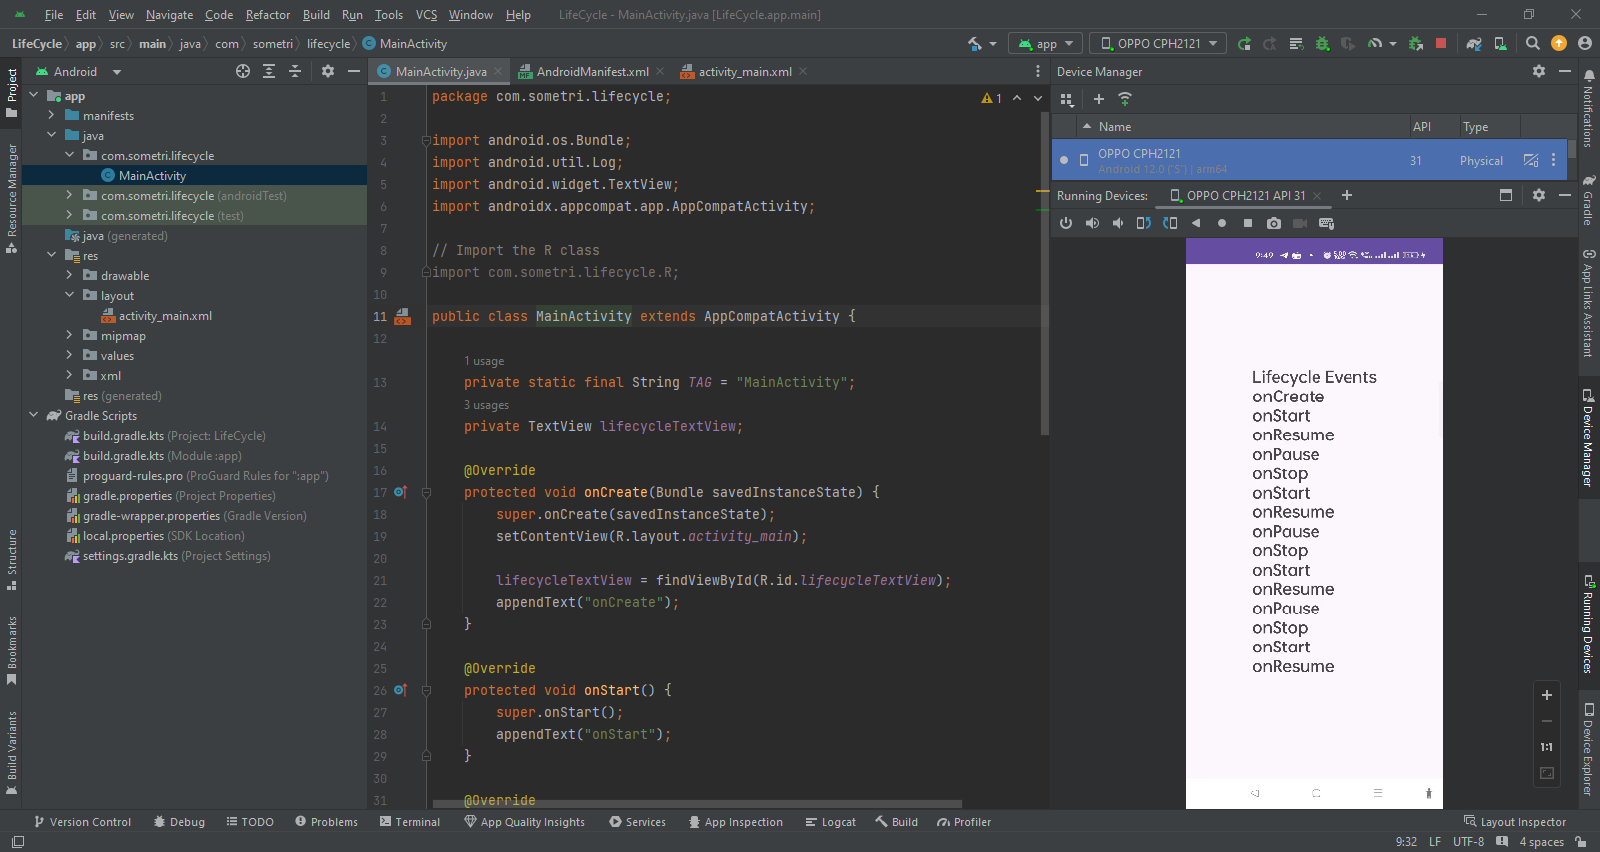 File Edit View Navigate Code Refactor Build Run Tools VCS Window Help LifeCycle - MainActivity.java [LifeCycle.app.main]
LifeCycle app src main java com sometri lifecycle MainActivity
app OPPO CPH2121
Project
Resource Manager
Structure
Bookmarks
Build Variants
Android
app
manifests
java
com.sometri.lifecycle
MainActivity
com.sometri.lifecycle (androidTest)
com.sometri.lifecycle (test)
java (generated)
res
drawable
layout
activity_main.xml
mipmap
values
xml
res (generated)
Gradle Scripts
build.gradle.kts (Project: LifeCycle)
build.gradle.kts (Module :app)
proguard-rules.pro (ProGuard Rules for ":app")
gradle.properties (Project Properties)
gradle-wrapper.properties (Gradle Version)
local.properties (SDK Location)
settings.gradle.kts (Project Settings)
MainActivity.java AndroidManifest.xml activity_main.xml
1 package com.sometri.lifecycle; 1
2
3 import android.os.Bundle;
4 import android.util.Log;
5 import android.widget.TextView;
6 import androidx.appcompat.app.AppCompatActivity;
7
8 // Import the R class
9 import com.sometri.lifecycle.R;
10
11 public class MainActivity extends AppCompatActivity {
12
1 usage
13 private static final String TAG = "MainActivity";
3 usages
14 private TextView lifecycleTextView;
15
16 @Override
17 protected void onCreate(Bundle savedInstanceState) {
18 super.onCreate(savedInstanceState);
19 setContentView(R.layout.activity_main);
20
21 lifecycleTextView = findViewById(R.id.lifecycleTextView);
22 appendText("onCreate");
23 }
24
25 @Override
26 protected void onStart() {
27 super.onStart();
28 appendText("onStart");
29 }
30
31 @Override
Device Manager
Name API Type
OPPO CPH2121 31 Physical
Android 12.0 ("S") | arm64
Running Devices: OPPO CPH2121 API 31
9:49
Lifecycle Events
onCreate
onStart
onResume
onPause
onStop
onStart
onResume
onPause
onStop
onStart
onResume
onPause
onStop
onStart
onResume
1:1
Notifications
Gradle
App Links Assistant
Device Manager
Running Devices
Device Explorer
Version Control Debug TODO Problems Terminal App Quality Insights Services App Inspection Logcat Build Profiler Layout Inspector
9:32 LF UTF-8 4 spaces